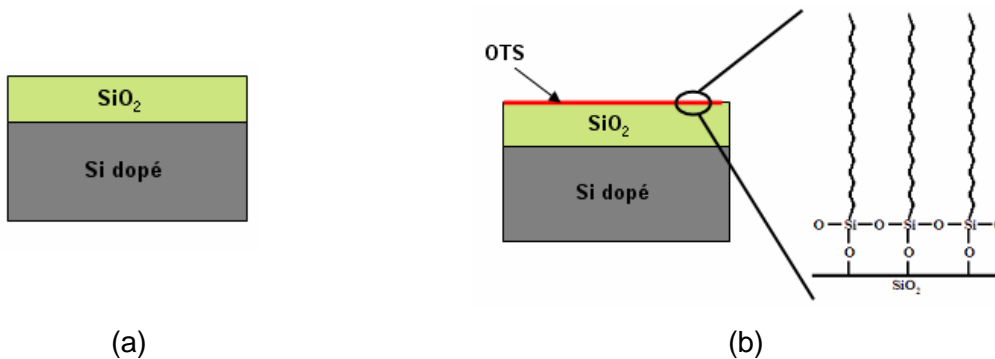 SiO2
Si dopé
(a)
OTS
SiO2
Si dopé
O Si O Si O Si O
O O O
SiO2
(b)